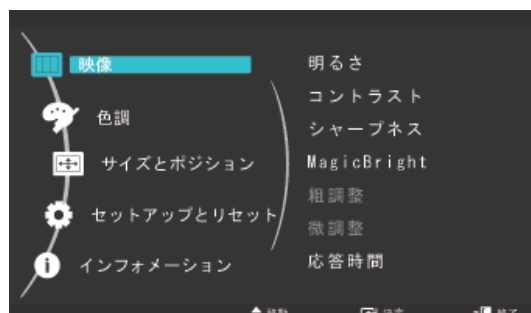 映像
色調
サイズとポジション
セットアップとリセット
インフォメーション
明るさ
コントラスト
シャープネス
MagicBright
粗調整
微調整
応答時間